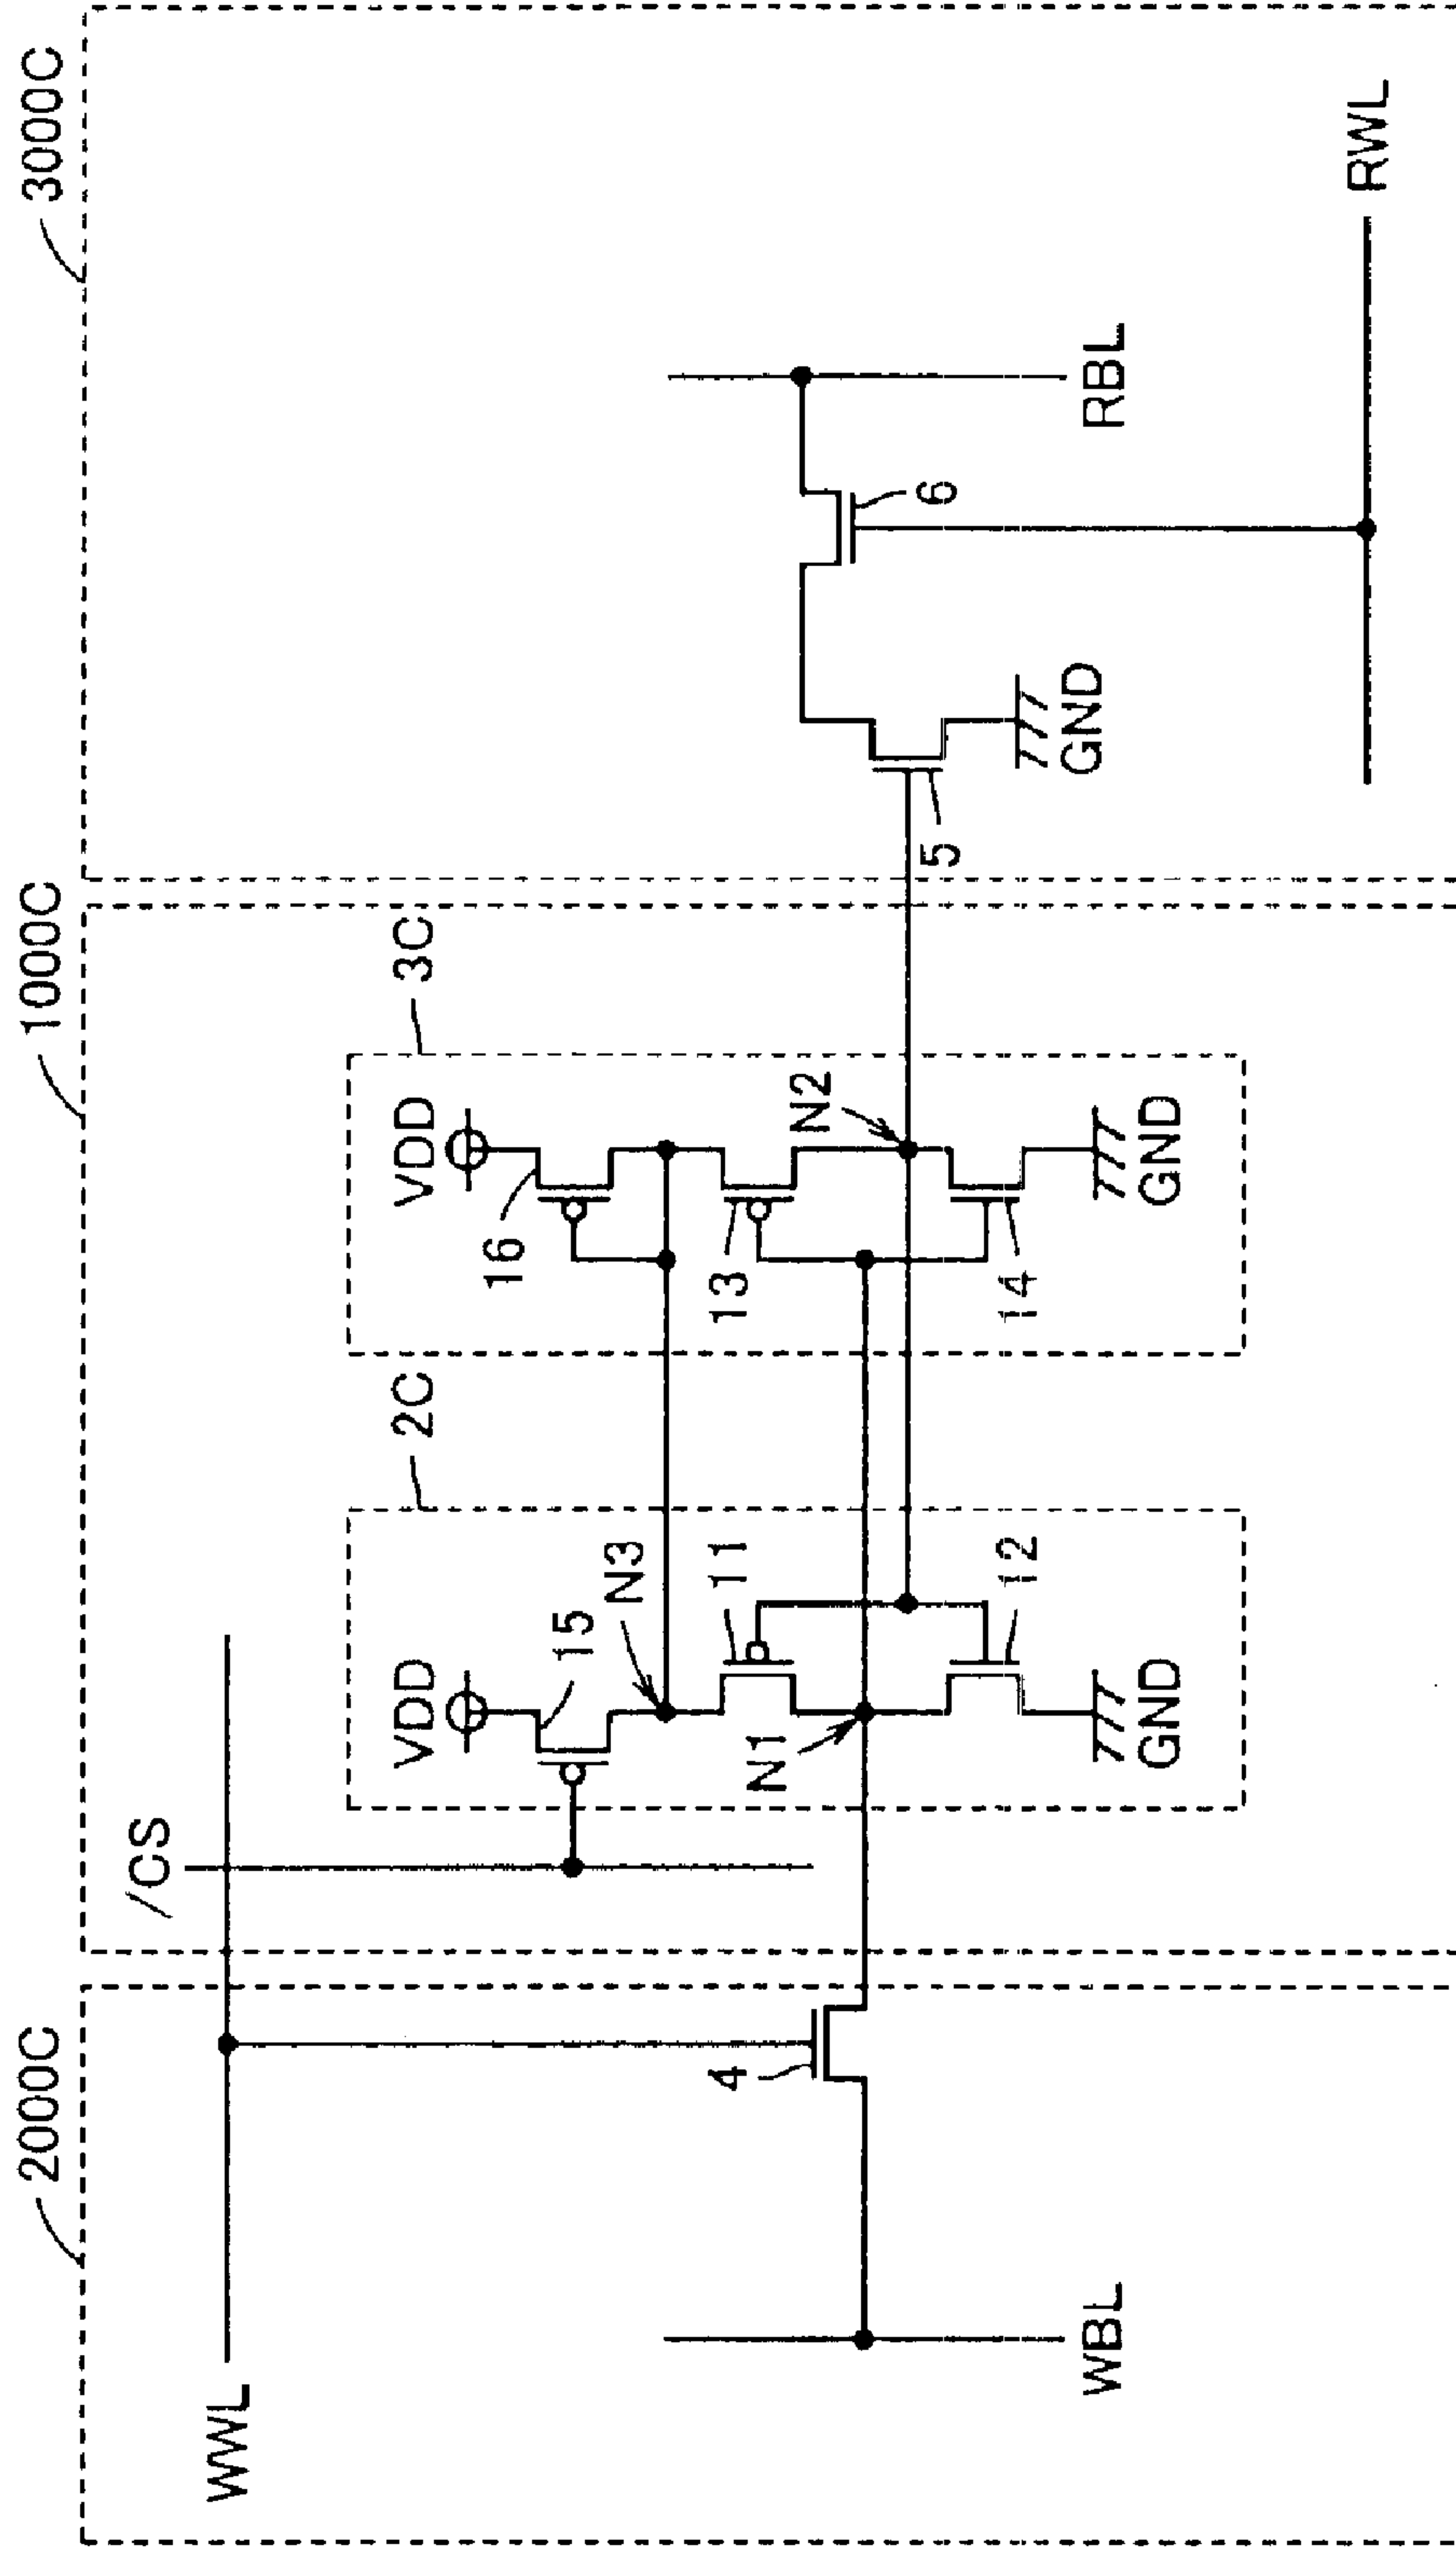 2000C
1000C
3000C
WWL
/CS
2C
3C
VDD
VDD
15
16
N3
11
13
N1
N2
4
12
14
5
6
GND
GND
GND
WBL
RBL
RWL